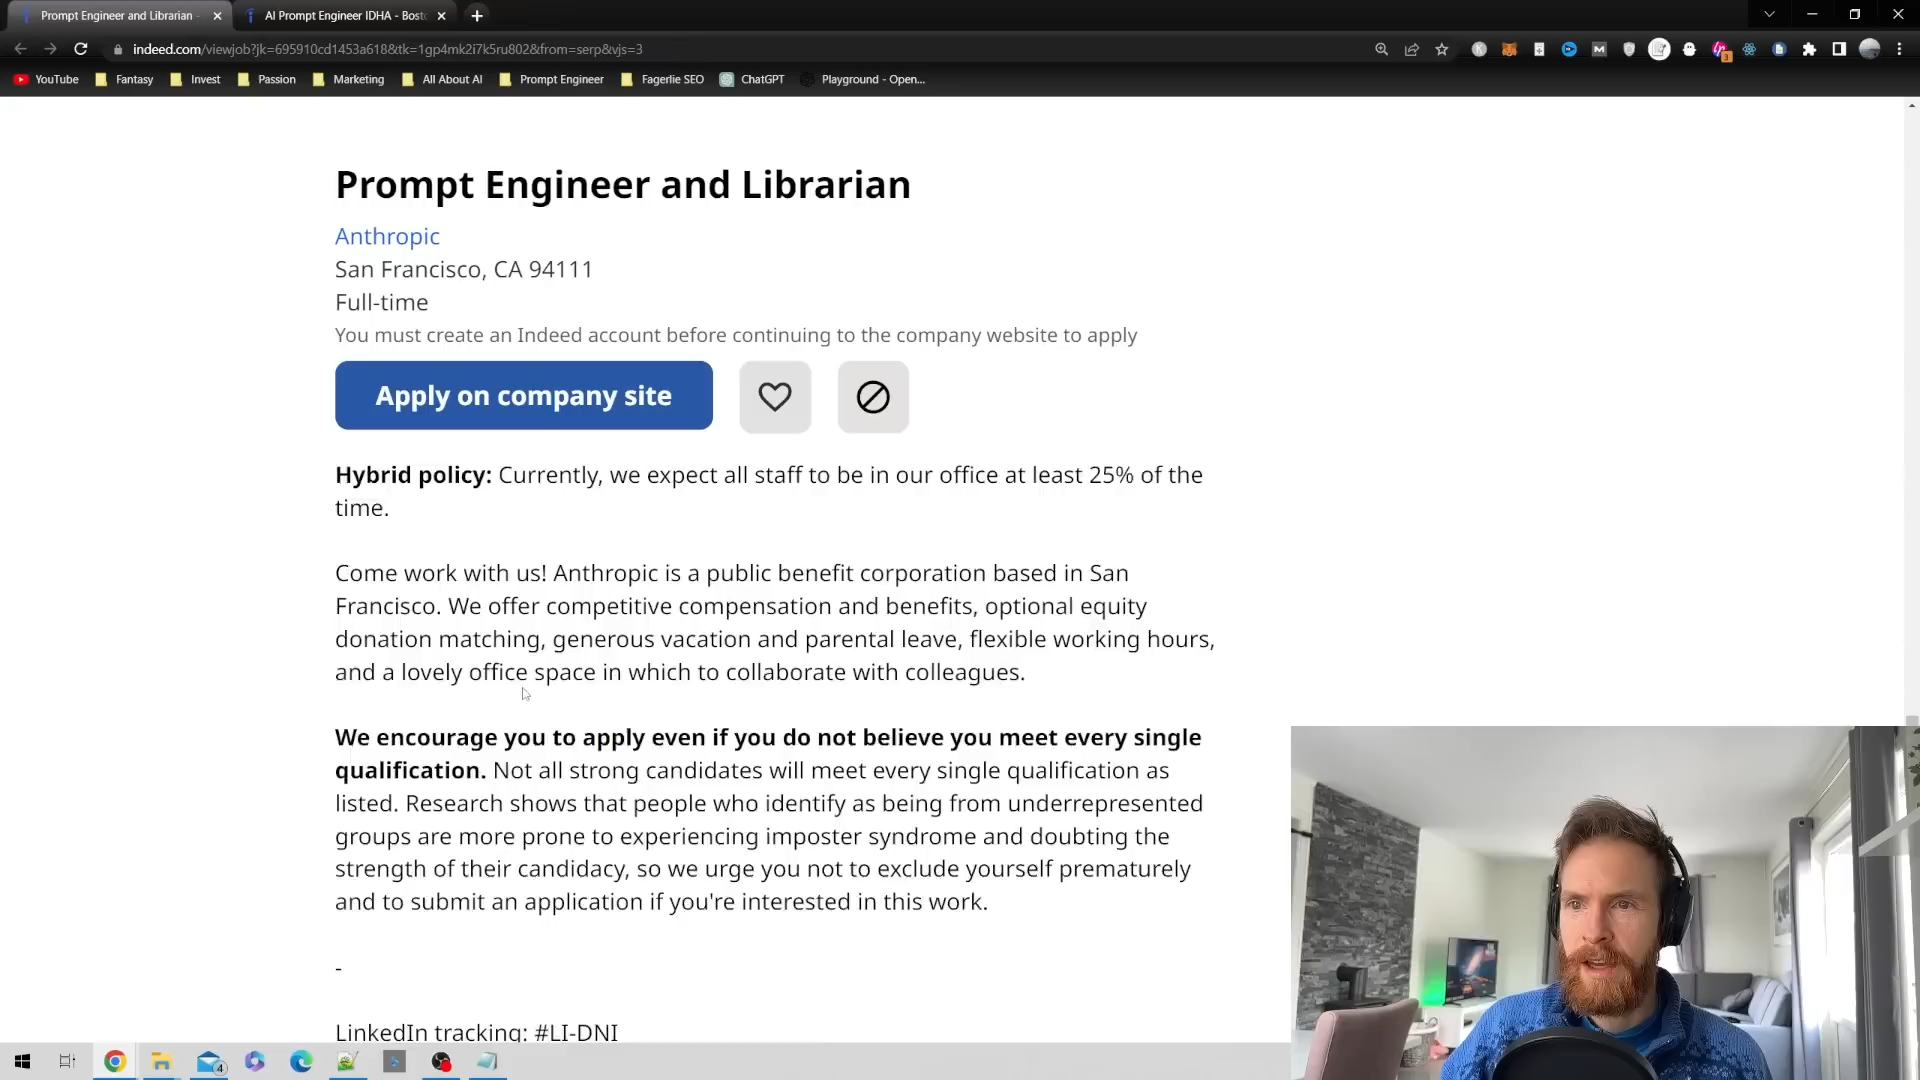 Prompt Engineer and Librarian -
AI Prompt Engineer IDHA - Bosto
indeed.com/viewjob?jk=695910cd1453a618&tk=1gp4mk2i7k5ru802&from=serp&vjs=3
YouTube Fantasy Invest Passion Marketing All About AI Prompt Engineer Fagerlie SEO ChatGPT Playground - Open...
Prompt Engineer and Librarian
Anthropic
San Francisco, CA 94111
Full-time
You must create an Indeed account before continuing to the company website to apply
Apply on company site
Hybrid policy: Currently, we expect all staff to be in our office at least 25% of the
time.
Come work with us! Anthropic is a public benefit corporation based in San
Francisco. We offer competitive compensation and benefits, optional equity
donation matching, generous vacation and parental leave, flexible working hours,
and a lovely office space in which to collaborate with colleagues.
We encourage you to apply even if you do not believe you meet every single
qualification. Not all strong candidates will meet every single qualification as
listed. Research shows that people who identify as being from underrepresented
groups are more prone to experiencing imposter syndrome and doubting the
strength of their candidacy, so we urge you not to exclude yourself prematurely
and to submit an application if you're interested in this work.
-
LinkedIn tracking: #LI-DNI
4